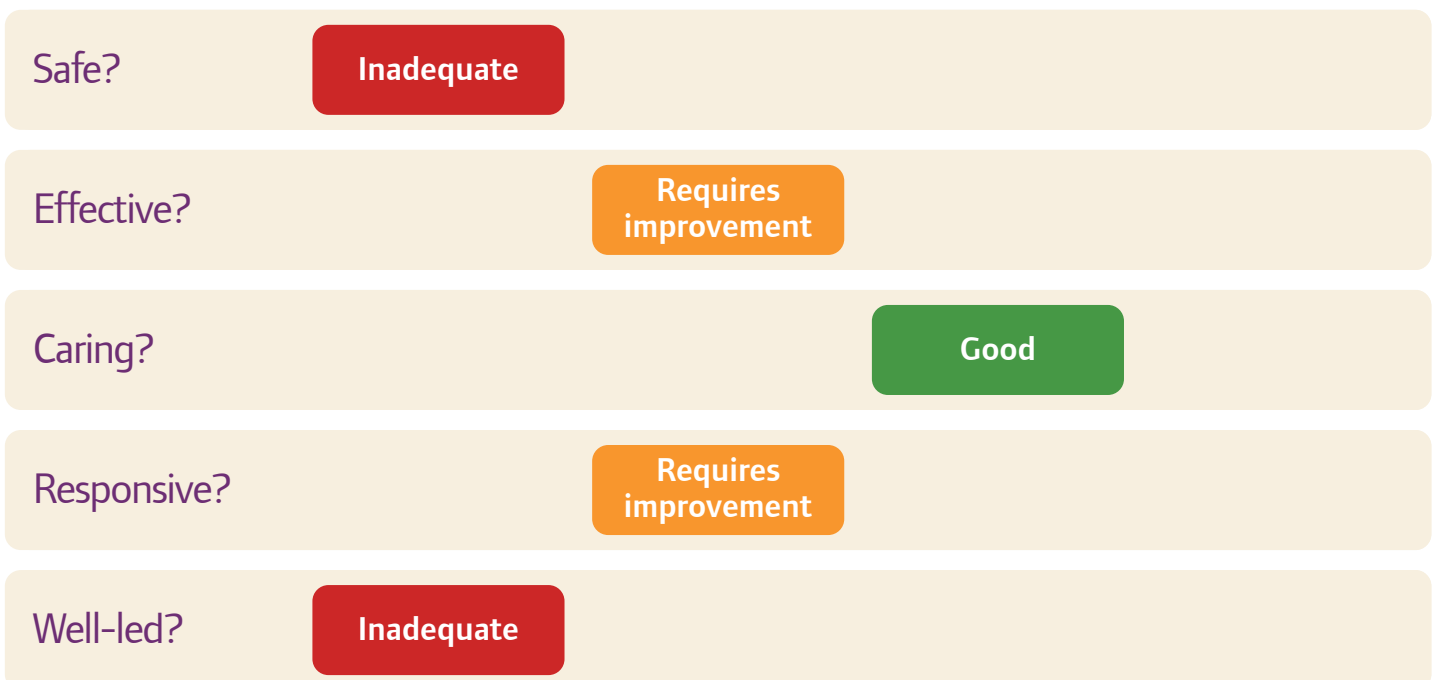 Safe?
Inadequate
Effective?
Requires
improvement
Caring?
Good
Responsive?
Requires
improvement
Well-led?
Inadequate